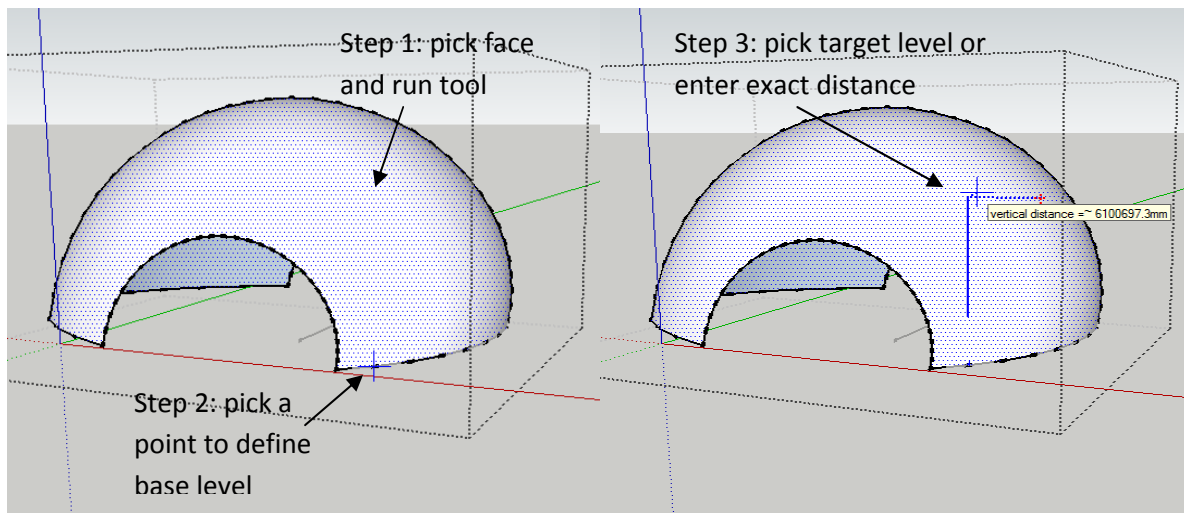 Step 1: pick face
and run tool
Step 2: pick a
point to define
base level
Step 3: pick target level or
enter exact distance
vertical distance =~ 6100697.3mm